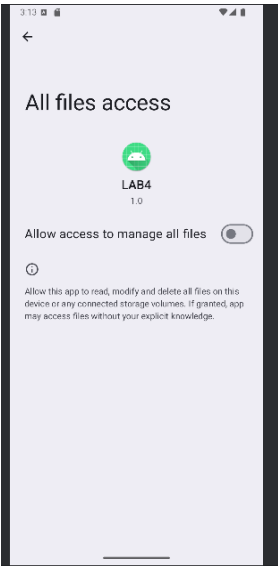 3:13
All files access
LAB4
1.0
Allow access to manage all files
Allow this app to read, modify and delete all files on this
device or any connected storage volumes. If granted, app
may access files without your explicit knowledge.